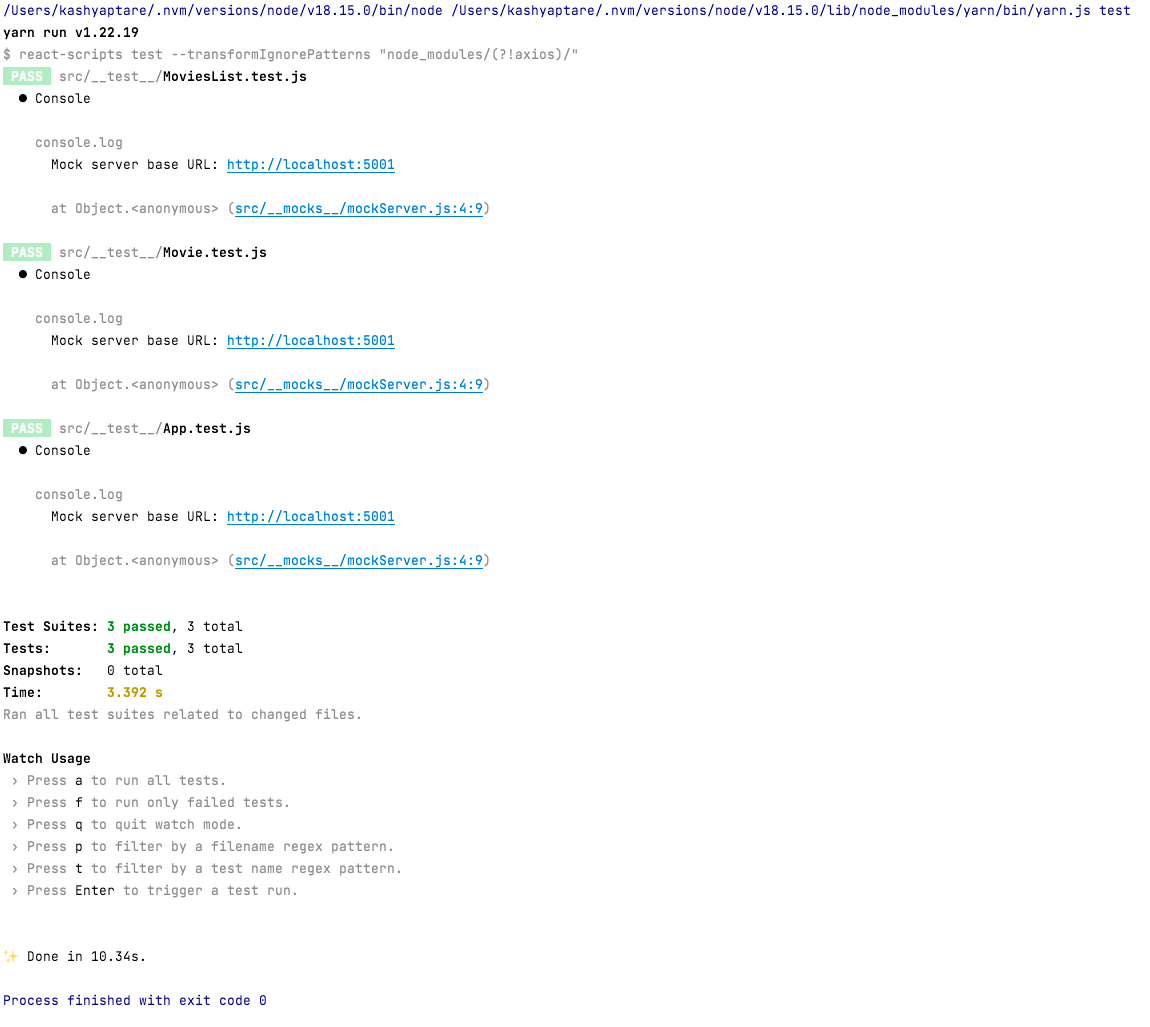 /Users/kashyaptare/.nvm/versions/node/v18.15.0/bin/node /Users/kashyaptare/.nvm/versions/node/v18.15.0/lib/node_modules/yarn/bin/yarn.js test
yarn run v1.22.19
$ react-scripts test --transformIgnorePatterns "node_modules/(?!axios)/"
PASS src/__test__/MoviesList.test.js
● Console
console.log
Mock server base URL: http://localhost:5001
at Object.<anonymous> (src/__mocks__/mockServer.js:4:9)
PASS src/__test__/Movie.test.js
● Console
console.log
Mock server base URL: http://localhost:5001
at Object.<anonymous> (src/__mocks__/mockServer.js:4:9)
PASS src/__test__/App.test.js
● Console
console.log
Mock server base URL: http://localhost:5001
at Object.<anonymous> (src/__mocks__/mockServer.js:4:9)
Test Suites: 3 passed, 3 total
Tests: 3 passed, 3 total
Snapshots: 0 total
Time: 3.392 s
Ran all test suites related to changed files.
Watch Usage
› Press a to run all tests.
› Press f to run only failed tests.
› Press q to quit watch mode.
› Press p to filter by a filename regex pattern.
› Press t to filter by a test name regex pattern.
› Press Enter to trigger a test run.
✨ Done in 10.34s.
Process finished with exit code 0